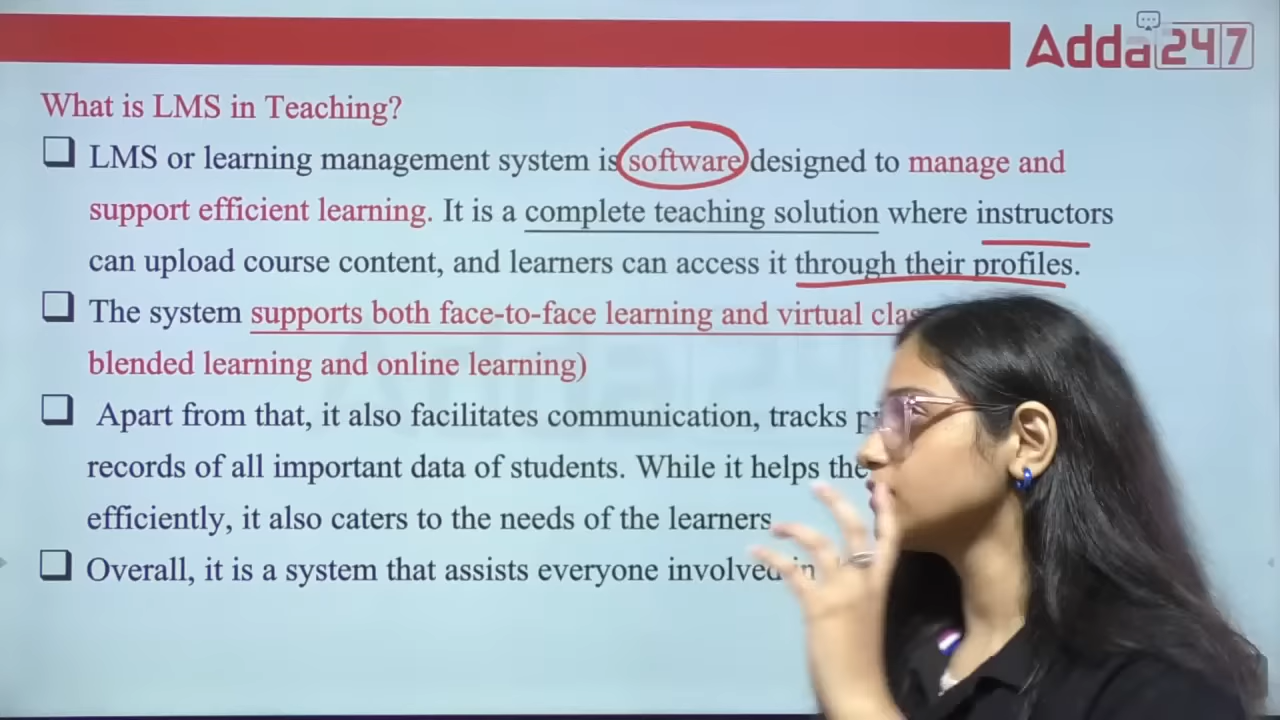 Adda247
What is LMS in Teaching?
LMS or learning management system is software designed to manage and
support efficient learning. It is a complete teaching solution where instructors
can upload course content, and learners can access it through their profiles.
The system supports both face-to-face learning and virtual
blended learning and online learning)
Apart from that, it also facilitates communication, tracks
records of all important data of students. While it helps the
efficiently, it also caters to the needs of the learners
Overall, it is a system that assists everyone involved in